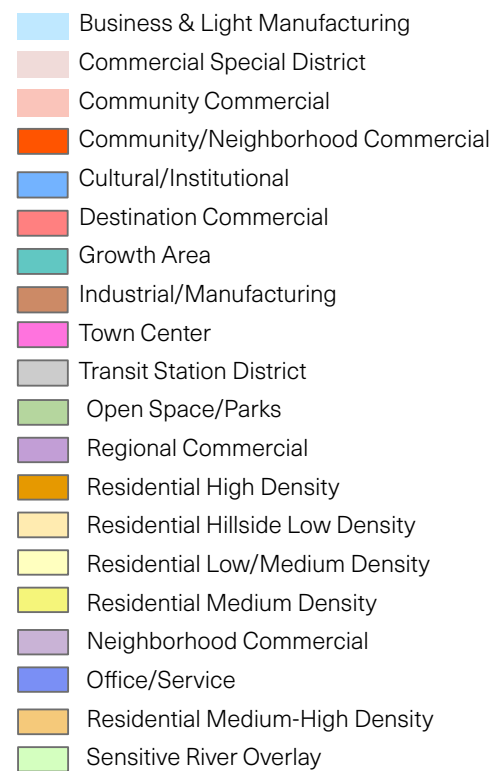 Business & Light Manufacturing
Commercial Special District
Community Commercial
Community/Neighborhood Commercial
Cultural/Institutional
Destination Commercial
Growth Area
Industrial/Manufacturing
Town Center
Transit Station District
Open Space/Parks
Regional Commercial
Residential High Density
Residential Hillside Low Density
Residential Low/Medium Density
Residential Medium Density
Neighborhood Commercial
Office/Service
Residential Medium-High Density
Sensitive River Overlay